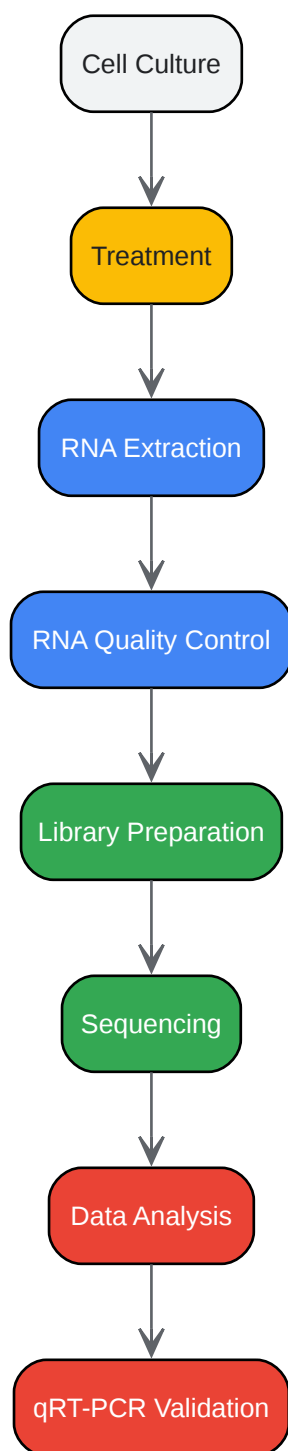 Cell Culture
Treatment
RNA Extraction
RNA Quality Control
Library Preparation
Sequencing
Data Analysis
qRT-PCR Validation